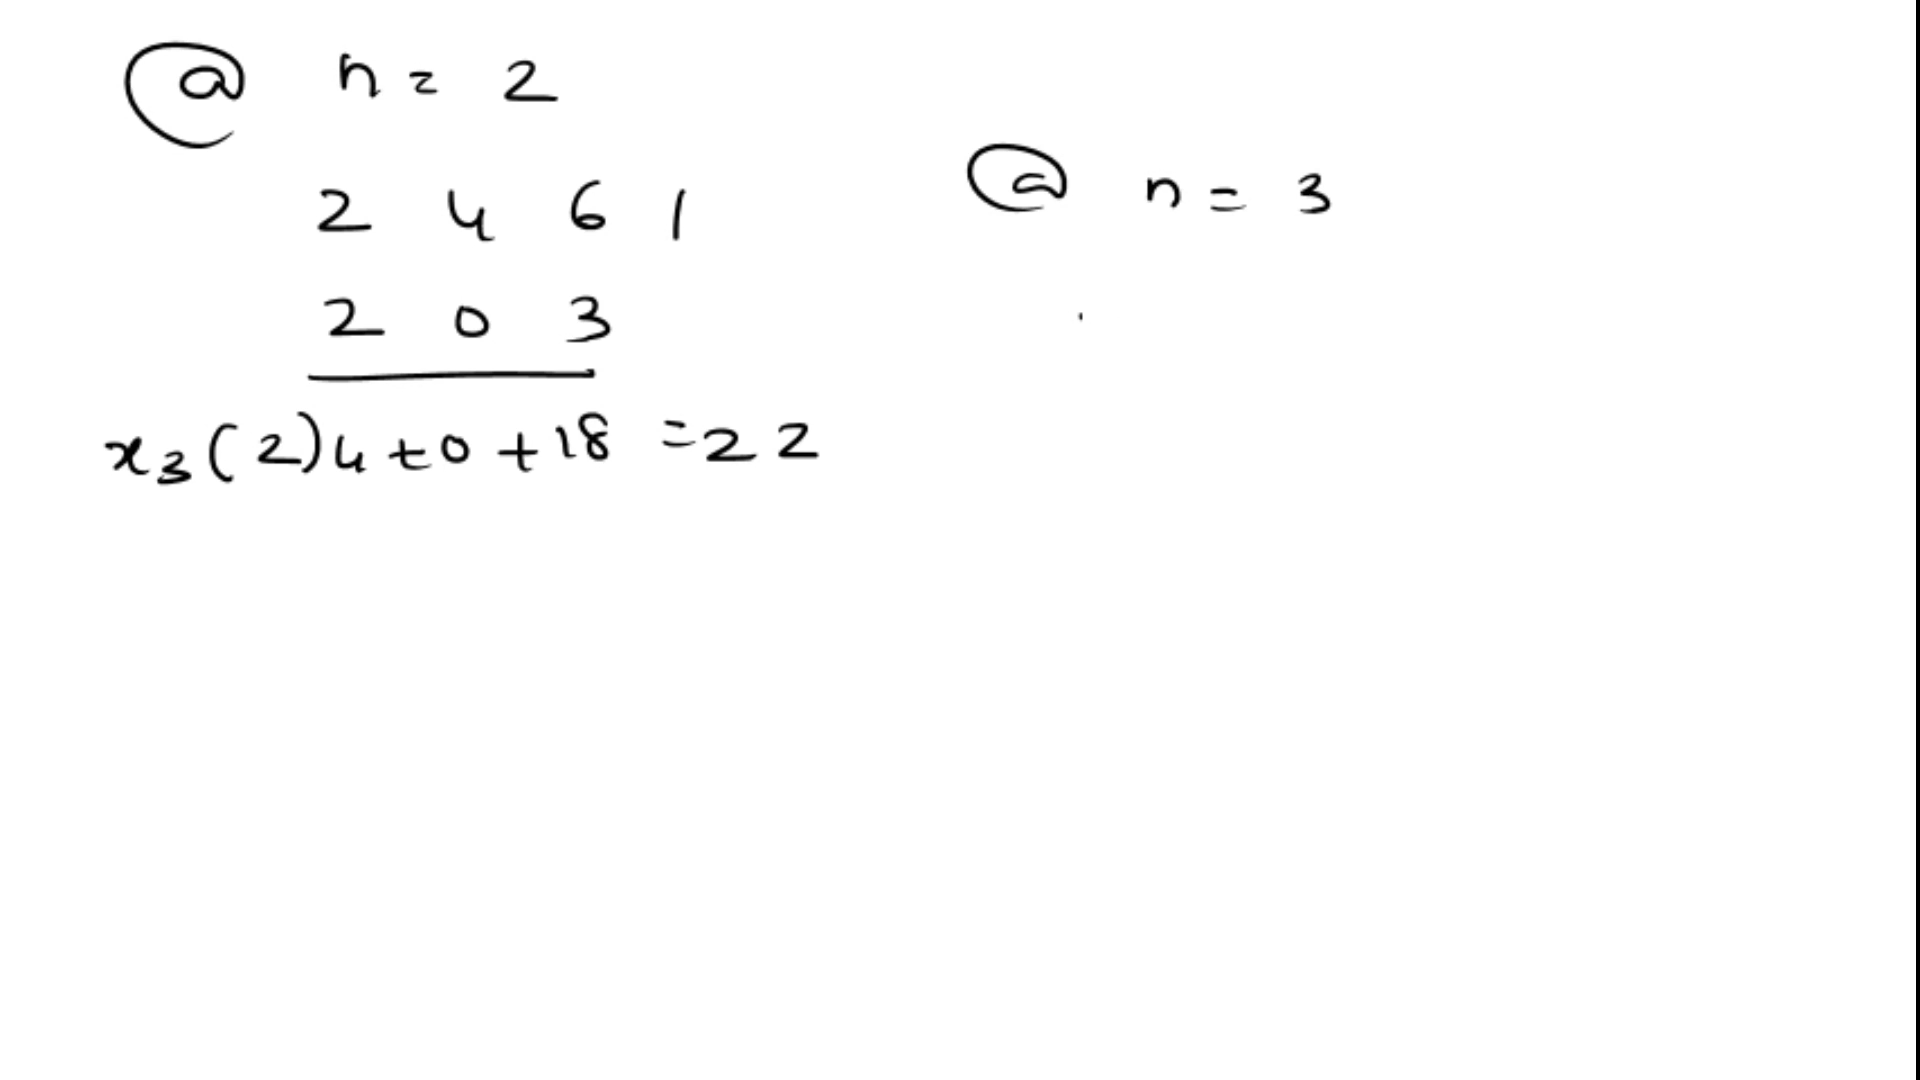 @ n = 2
2 4 6 1
2 0 3
x₃(2) 4 + 0 + 18 = 22
@ n = 3